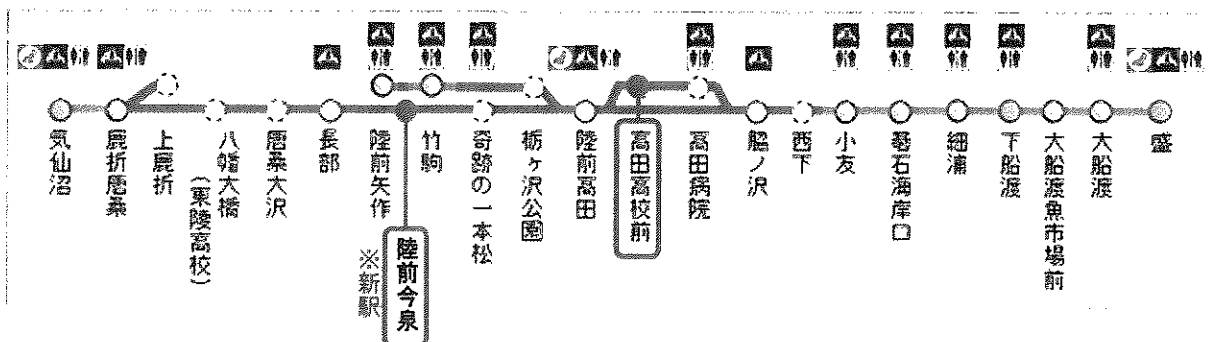 気仙沼
鹿折唐桑
上鹿折
八幡大橋
（東陵高校）
唐桑大沢
長部
陸前矢作
陸前今泉
※新駅
竹駒
奇跡の一本松
栃ヶ沢公園
陸前高田
高田高校前
高田病院
脇ノ沢
西下
小友
碁石海岸口
細浦
下船渡
大船渡魚市場前
大船渡
盛